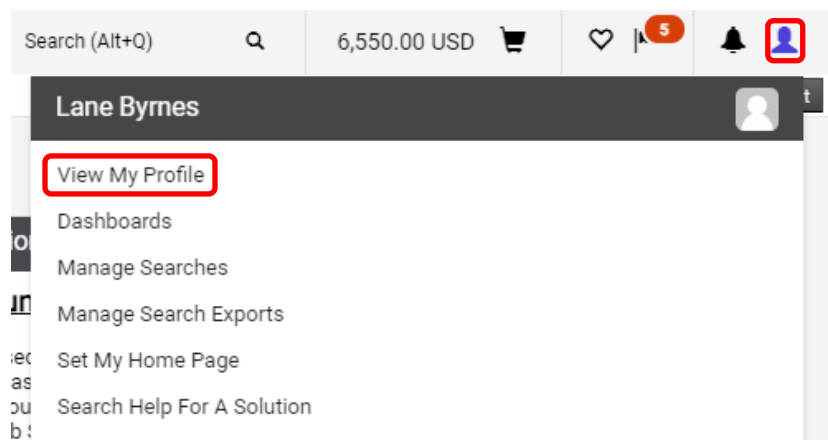 Search (Alt+Q) 6,550.00 USD 5
Lane Byrnes
View My Profile
Dashboards
Manage Searches
Manage Search Exports
Set My Home Page
Search Help For A Solution